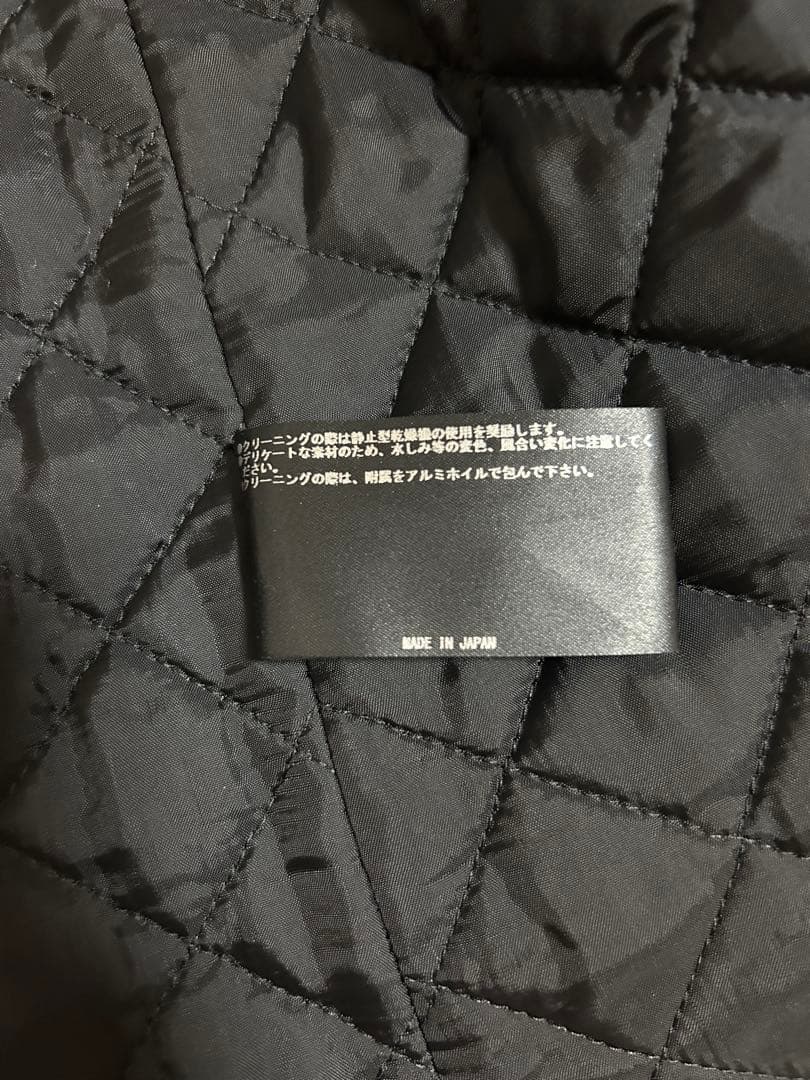 クリーニングの際は静止型乾燥機の使用を奨励します。
デリケートな素材のため、水しみ等の変色、風合い変化に注意してく
ださい。
クリーニングの際は、附属をアルミホイルで包んで下さい。
MADE IN JAPAN